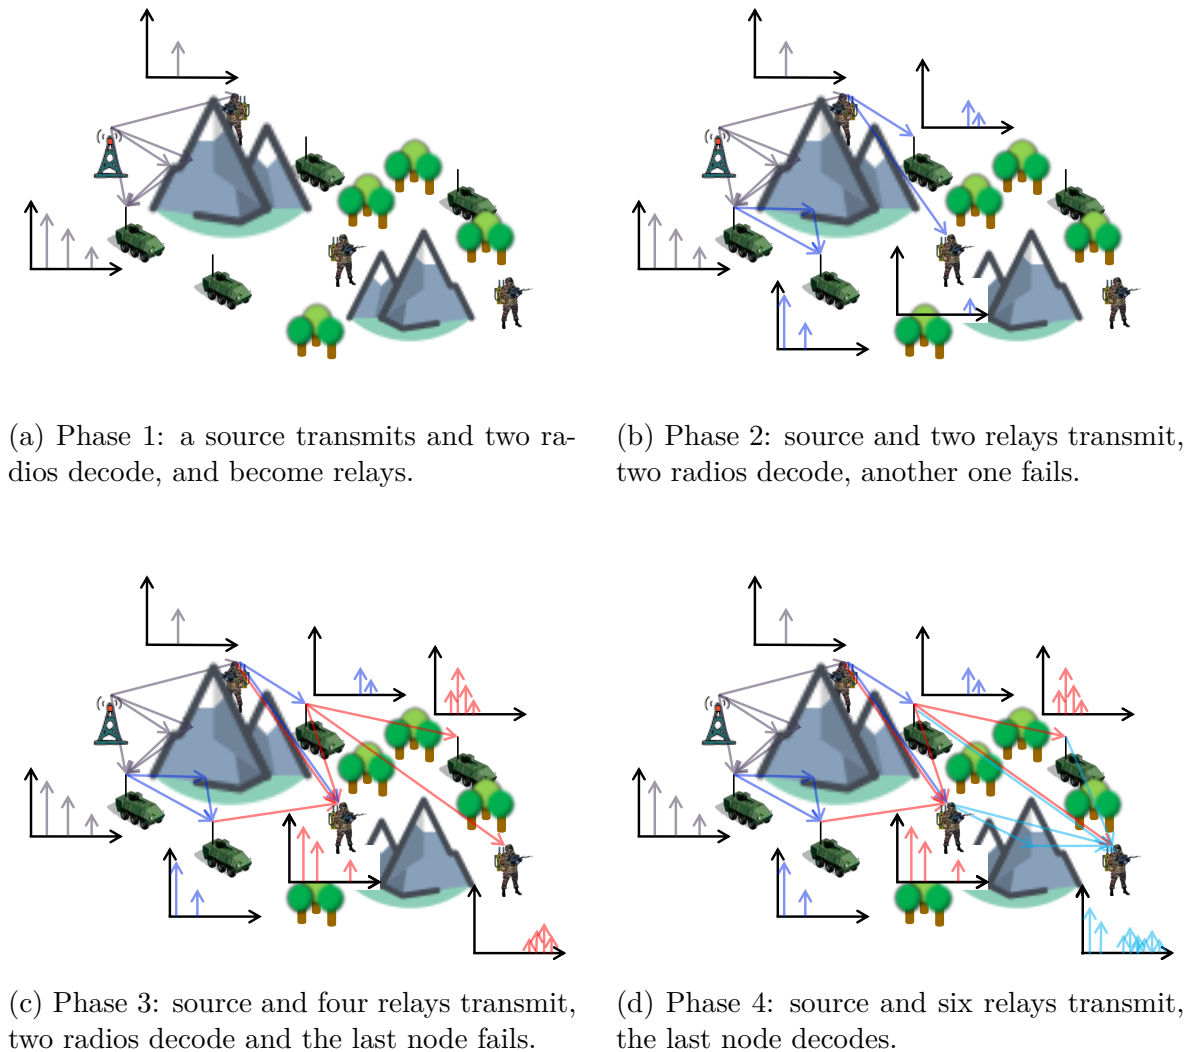 (a) Phase 1: a source transmits and two ra-
dios decode, and become relays.
(b) Phase 2: source and two relays transmit,
two radios decode, another one fails.
(c) Phase 3: source and four relays transmit,
two radios decode and the last node fails.
(d) Phase 4: source and six relays transmit,
the last node decodes.